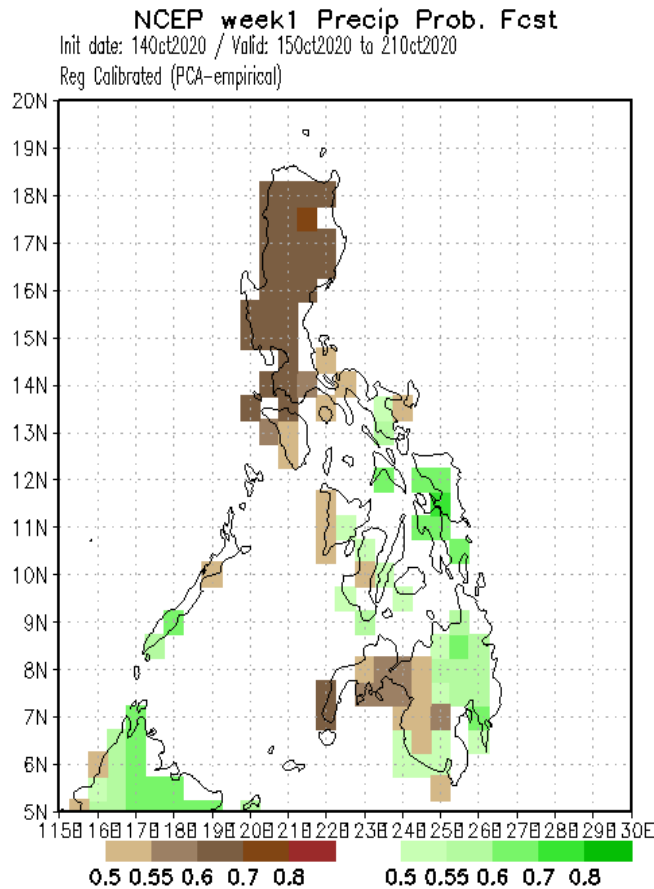 NCEP week1 Precip Prob. Fcst
Init date: 14Oct2020 / Valid: 15Oct2020 to 21Oct2020
Reg Calibrated (PCA-empirical)
20N
19N
18N
17N
16N
15N
14N
13N
12N
11N
10N
9N
8N
7N
6N
5N
115E 116E 117E 118E 119E 120E 121E 122E 123E 124E 125E 126E 127E 128E 129E 130E
0.5 0.55 0.6 0.7 0.8 0.5 0.55 0.6 0.7 0.8